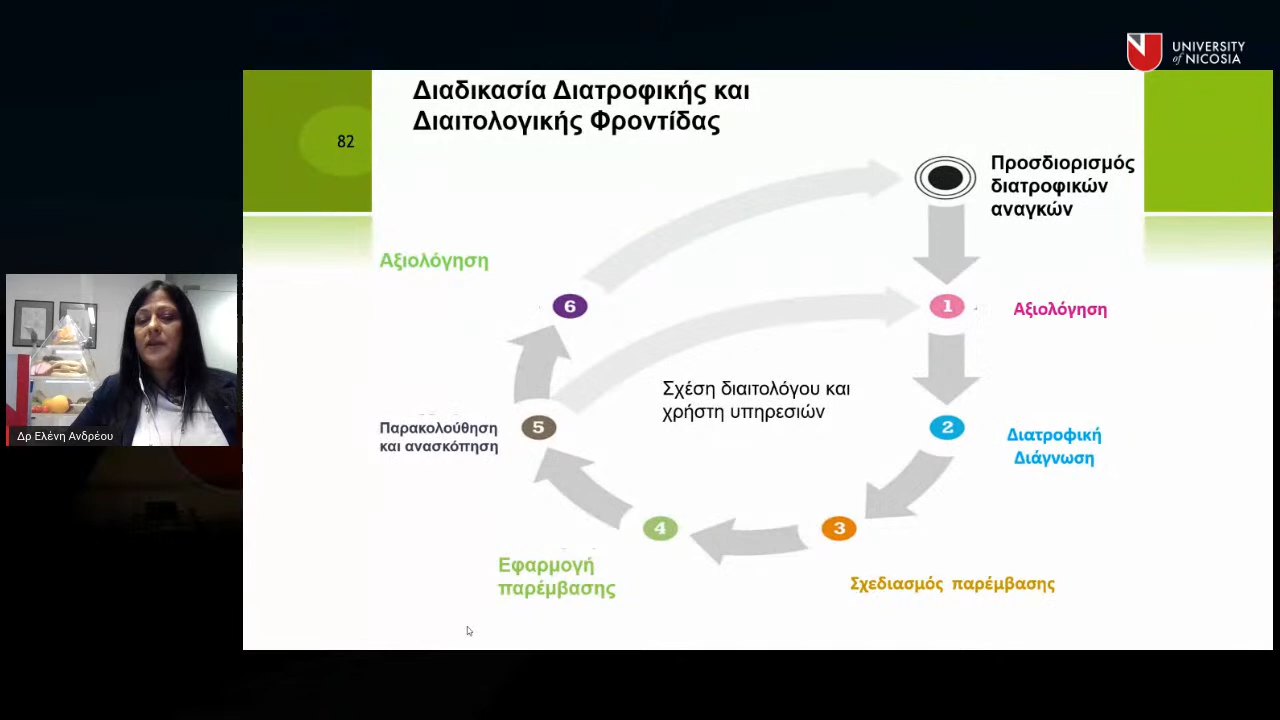 UNIVERSITY
of NICOSIA
Διαδικασία Διατροφικής και
Διαιτολογικής Φροντίδας
82
Προσδιορισμός
διατροφικών
αναγκών
Αξιολόγηση
6
1
Αξιολόγηση
Σχέση διαιτολόγου και
χρήστη υπηρεσιών
Παρακολούθηση
και ανασκόπηση
5
2
Διατροφική
Διάγνωση
4
3
Εφαρμογή
παρέμβασης
Σχεδιασμός παρέμβασης
Δρ Ελένη Ανδρέου